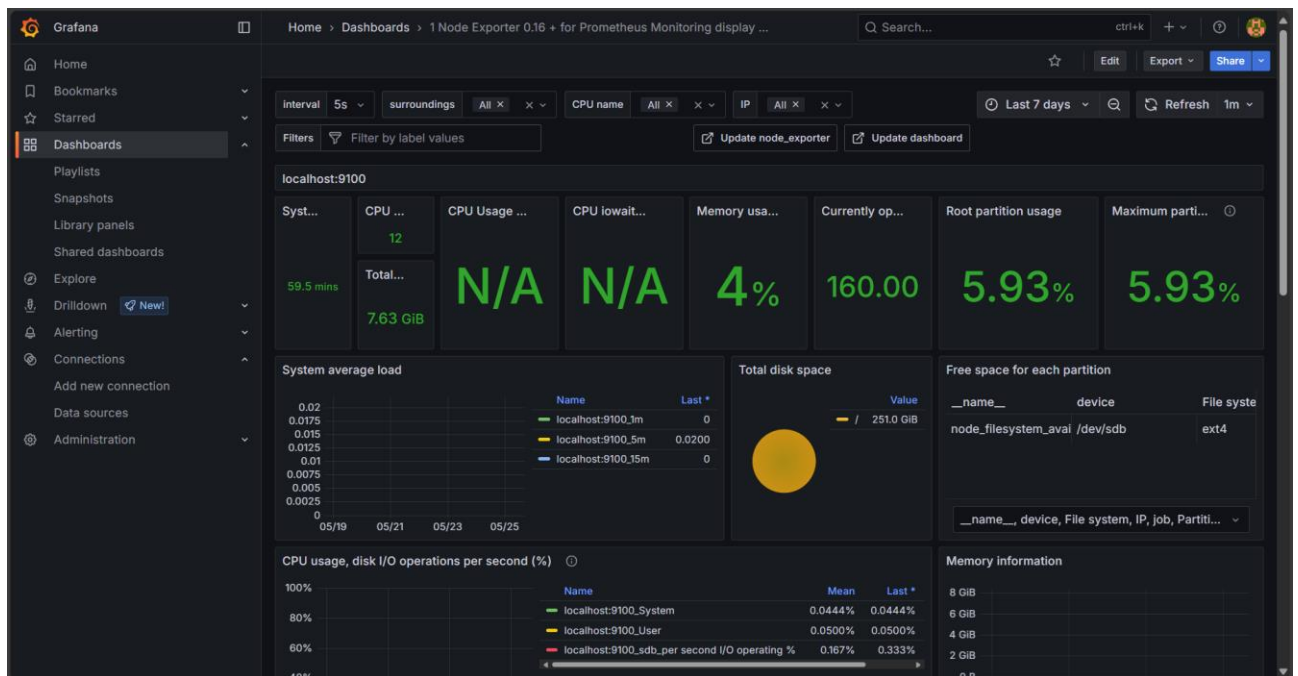 Grafana
Home › Dashboards › 1 Node Exporter 0.16 + for Prometheus Monitoring display ...
Search...
ctrl+k
Edit
Export
Share
Home
Bookmarks
Starred
Dashboards
Playlists
Snapshots
Library panels
Shared dashboards
Explore
Drilldown New!
Alerting
Connections
Add new connection
Data sources
Administration
interval 5s surroundings All × CPU name All × IP All × Last 7 days Refresh 1m
Filters Filter by label values Update node_exporter Update dashboard
localhost:9100
Syst...
59.5 mins
CPU ...
12
Total...
7.63 GiB
CPU Usage ...
N/A
CPU iowait...
N/A
Memory usa...
4%
Currently op...
160.00
Root partition usage
5.93%
Maximum parti...
5.93%
System average load
0.02
0.0175
0.015
0.0125
0.01
0.0075
0.005
0.0025
0
05/19 05/21 05/23 05/25
Name Last *
localhost:9100_1m 0
localhost:9100_5m 0.0200
localhost:9100_15m 0
Total disk space
Value
/ 251.0 GiB
Free space for each partition
__name__ device File syste
node_filesystem_avai /dev/sdb ext4
__name__, device, File system, IP, job, Partiti...
CPU usage, disk I/O operations per second (%)
100%
80%
60%
Name Mean Last *
localhost:9100_System 0.0444% 0.0444%
localhost:9100_User 0.0500% 0.0500%
localhost:9100_sdb_per second I/O operating % 0.167% 0.333%
Memory information
8 GiB
6 GiB
4 GiB
2 GiB